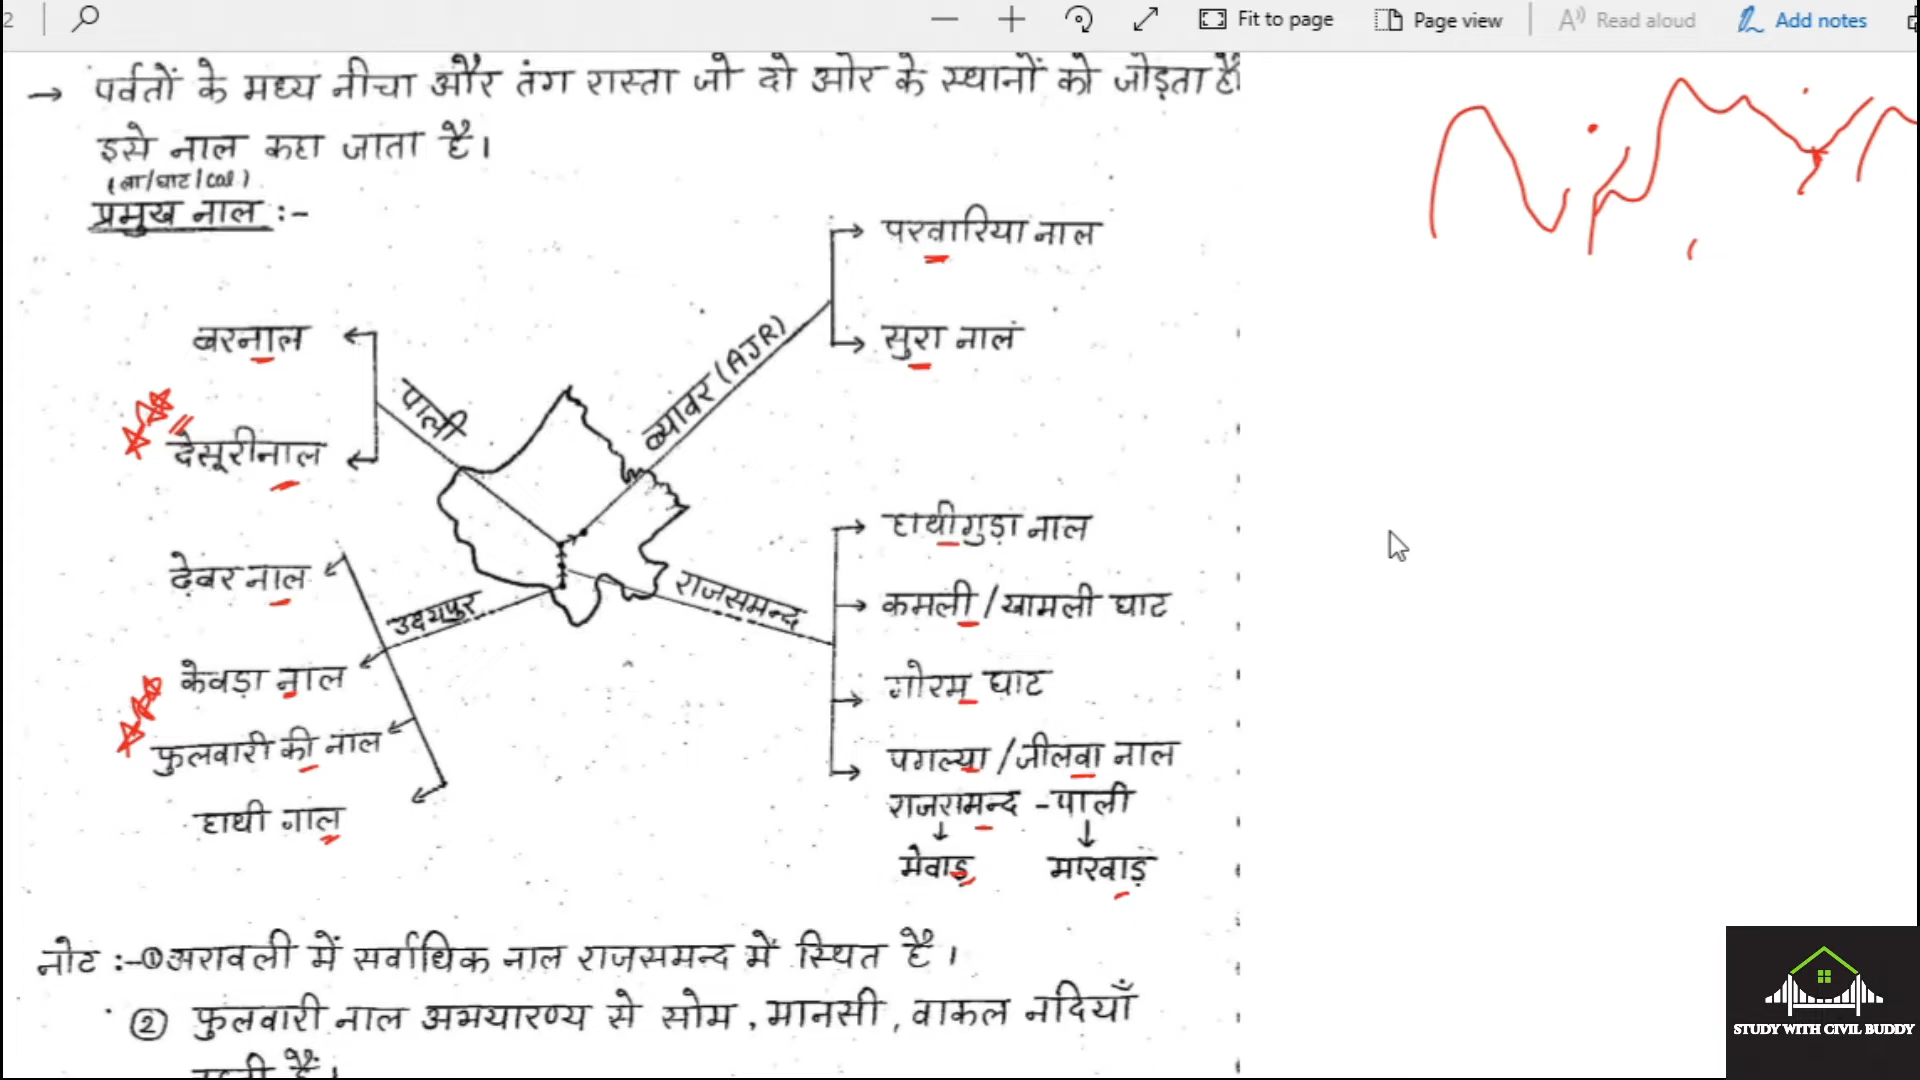 2
Fit to page
Page view
Read aloud
Add notes
→ पर्वतों के मध्य नीचा और तंग रास्ता जो दो ओर के स्थानों को जोड़ता है।
इसे नाल कहा जाता है।
प्रमुख नाल :-
परवारिया नाल
सुरा नाल
ब्यावर (AJR)
बरनाल
देसूरीनाल
पाली
हाथीगुड़ा नाल
कमली / खामली घाट
गोरम घाट
पगल्या / जीलवा नाल
राजसमन्द - पाली
↓ ↓
मेवाड़ मारवाड़
राजसमन्द
देबर नाल
केवड़ा नाल
फुलवारी की नाल
हाथी नाल
उदयपुर
नोट :- ① अरावली में सर्वाधिक नाल राजसमन्द में स्थित है।
② फुलवारी नाल अभयारण्य से सोम, मानसी, वाकल नदियाँ
STUDY WITH CIVIL BUDDY